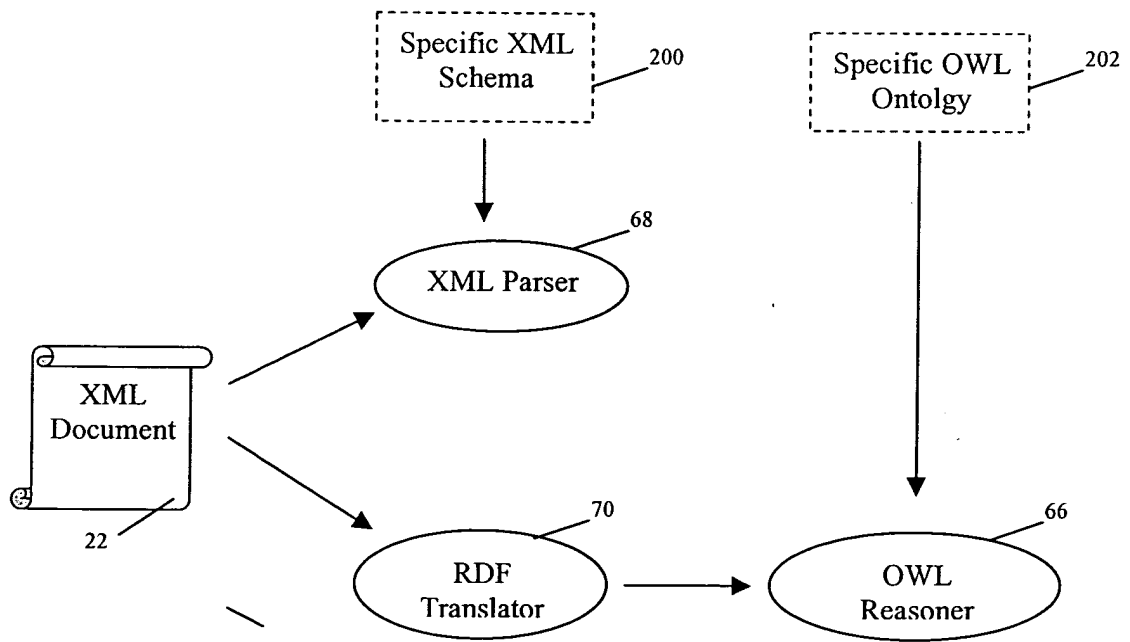 Specific XML
Schema
200
Specific OWL
Ontolgy
202
68
XML Parser
XML
Document
22
70
RDF
Translator
66
OWL
Reasoner